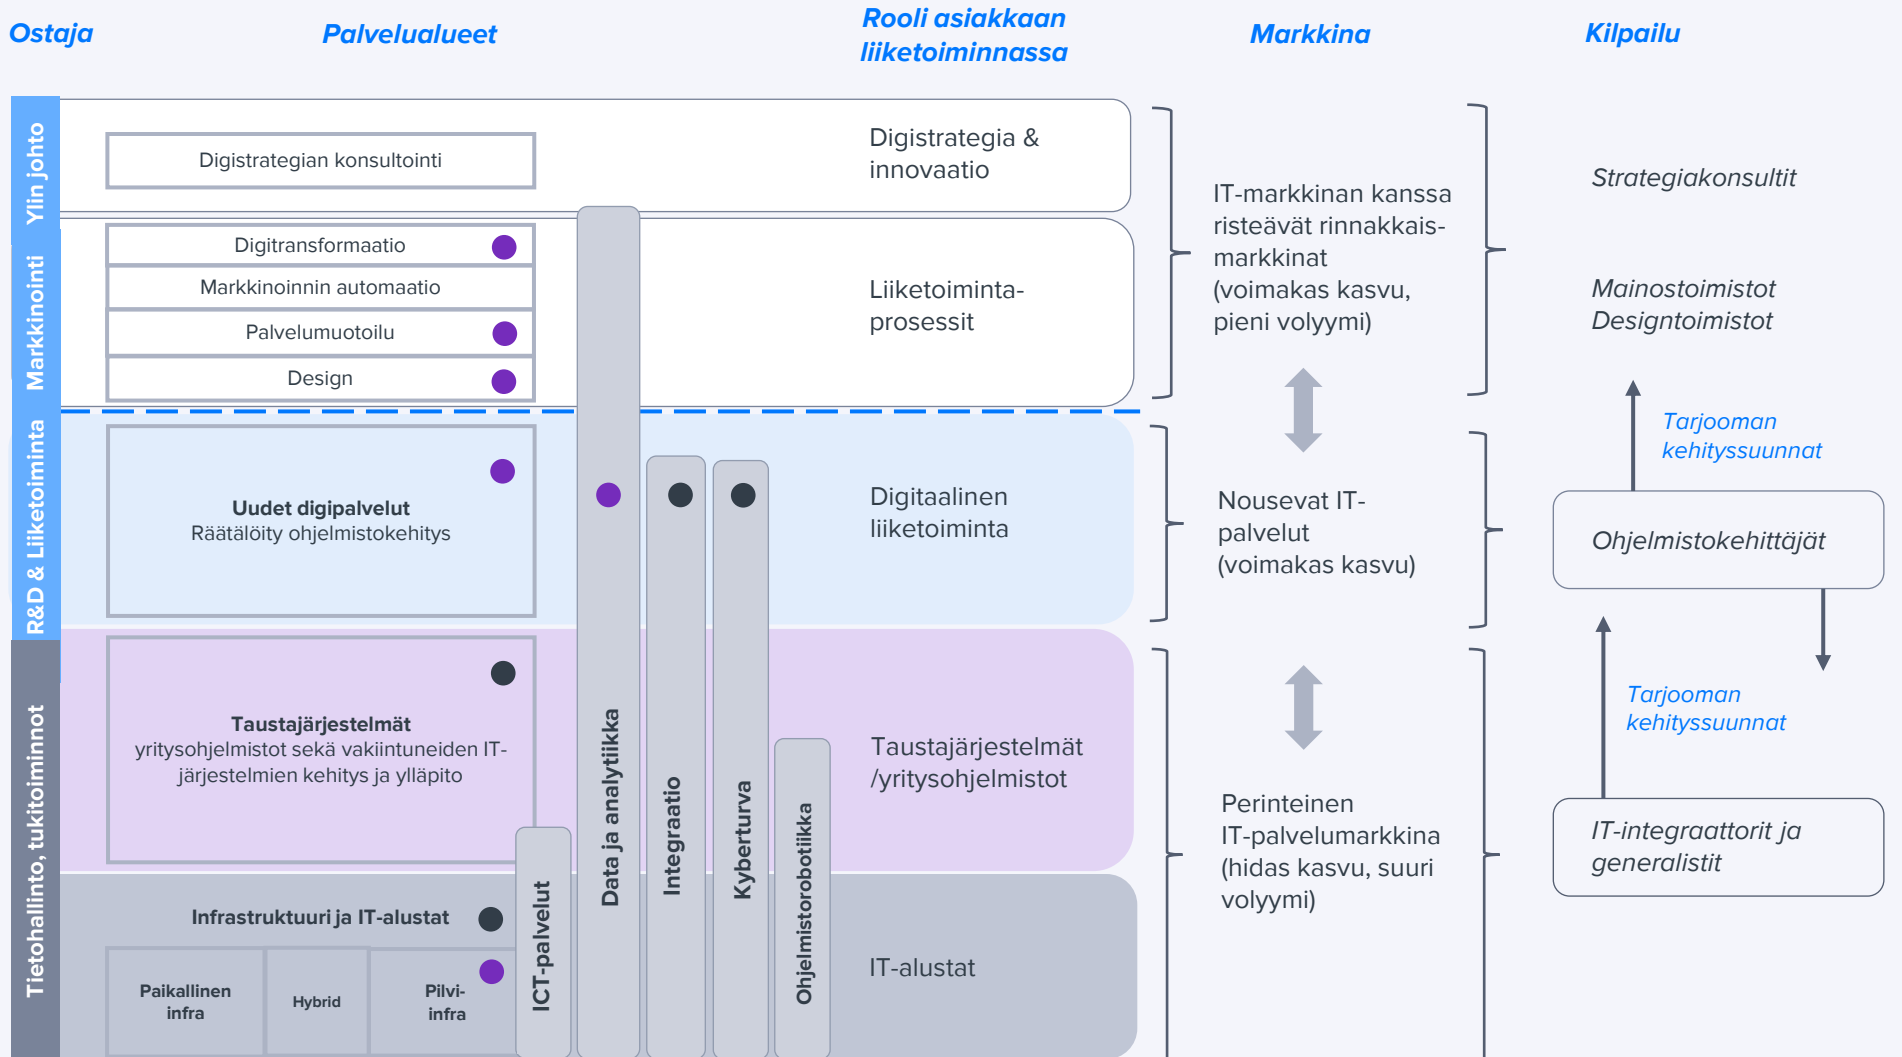 Ostaja
Palvelualueet
Rooli asiakkaan
liiketoiminnassa
Markkina
Kilpailu
Ylin johto
Markkinointi
R&D & Liiketoiminta
Tietohallinto, tukitoiminnot
Digistrategian konsultointi
Digitransformaatio
Markkinoinnin automaatio
Palvelumuotoilu
Design
Uudet digipalvelut
Räätälöity ohjelmistokehitys
Taustajärjestelmät
yritysohjelmistot sekä vakiintuneiden IT-
järjestelmien kehitys ja ylläpito
Infrastruktuuri ja IT-alustat
Paikallinen
infra
Hybrid
Pilvi-
infra
ICT-palvelut
Data ja analytiikka
Integraatio
Kyberturva
Ohjelmistorobotiikka
Digistrategia &
innovaatio
Liiketoiminta-
prosessit
Digitaalinen
liiketoiminta
Taustajärjestelmät
/yritysohjelmistot
IT-alustat
IT-markkinan kanssa
risteävät rinnakkais-
markkinat
(voimakas kasvu,
pieni volyymi)
Nousevat IT-
palvelut
(voimakas kasvu)
Perinteinen
IT-palvelumarkkina
(hidas kasvu, suuri
volyymi)
Strategiakonsultit
Mainostoimistot
Designtoimistot
Tarjooman
kehityssuunnat
Ohjelmistokehittäjät
Tarjooman
kehityssuunnat
IT-integraattorit ja
generalistit